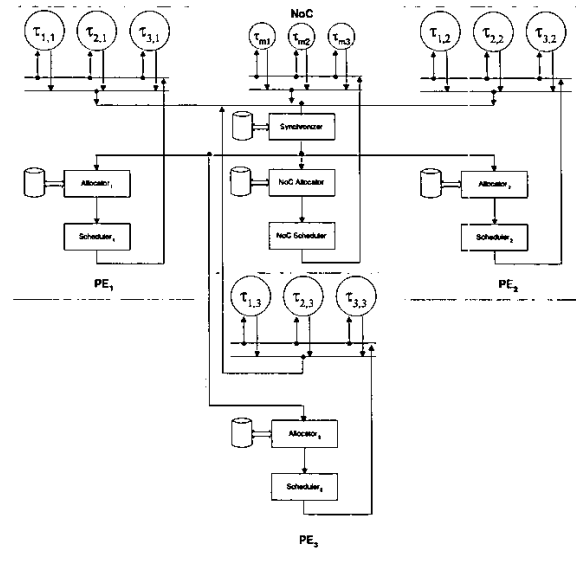 NoC
τ1,1 τ2,1 τ3,1
τm1 τm2 τm3
τ1,2 τ2,2 τ3,2
Synchronizer
Allocator1
NoC Allocator
Allocator2
Scheduler1
NoC Scheduler
Scheduler2
PE1
PE2
τ1,3 τ2,3 τ3,3
Allocator3
Scheduler3
PE3